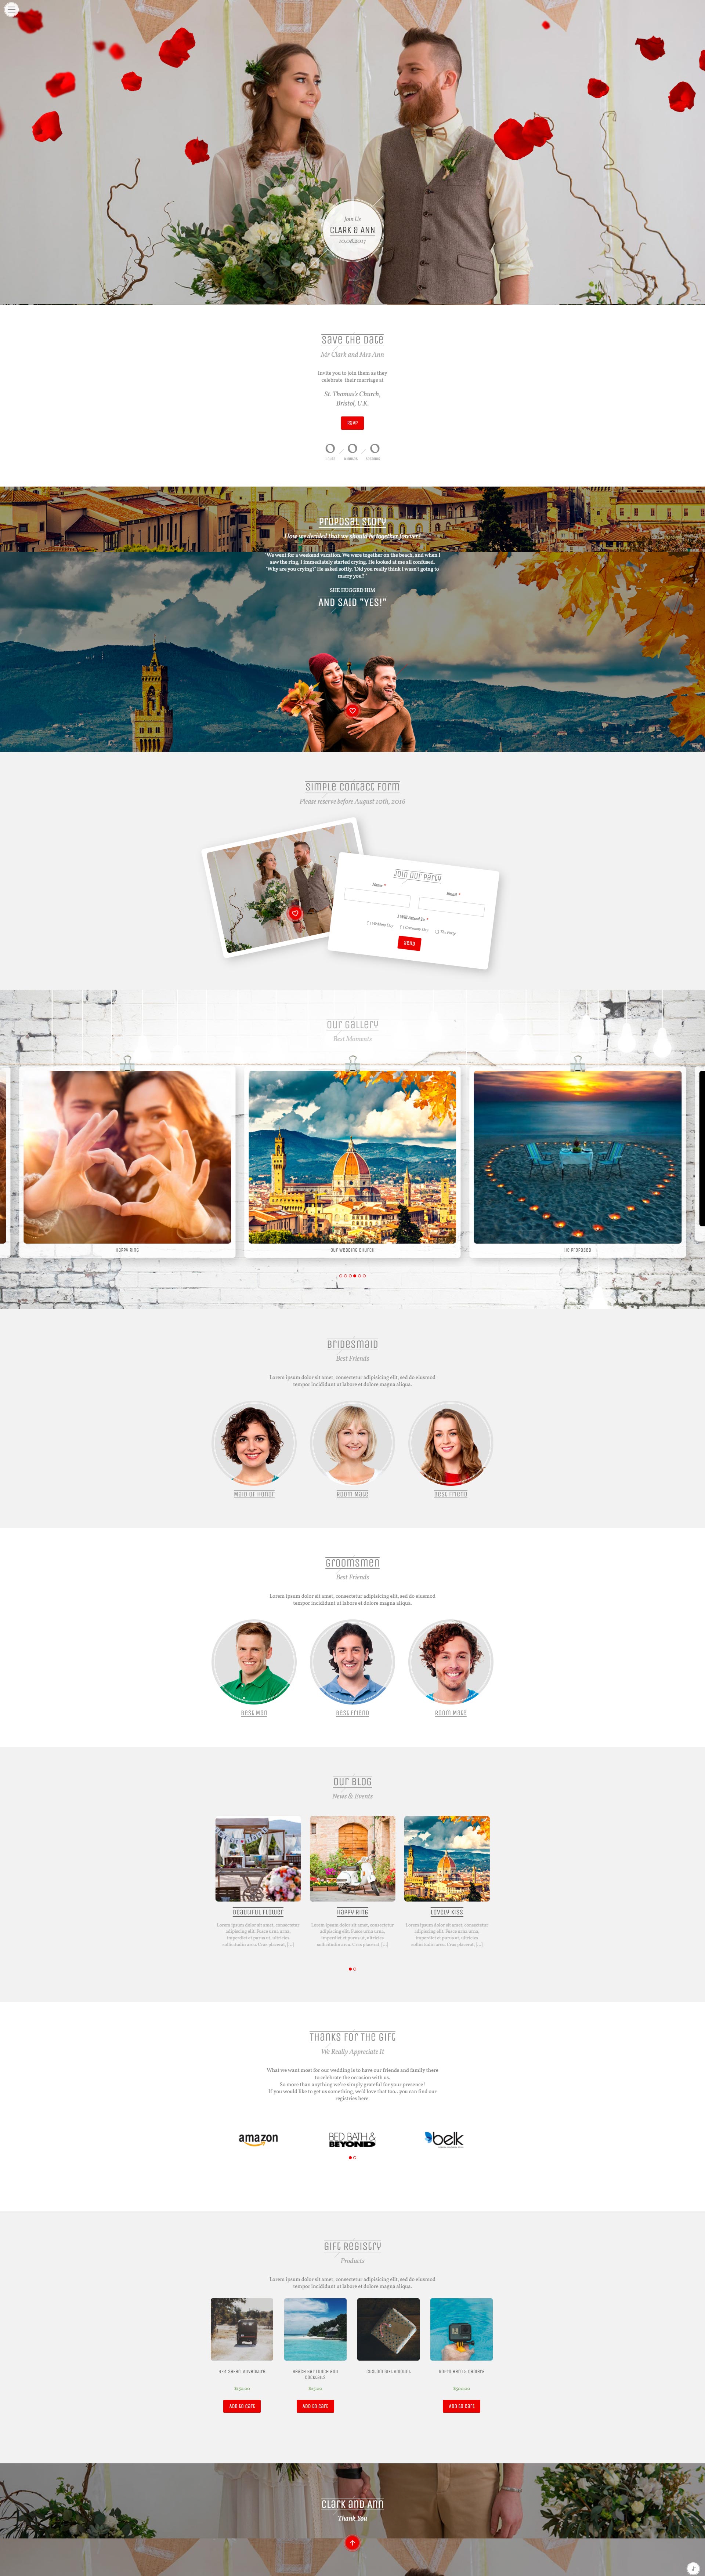 Join Us
CLARK & ANN
10.08.2017
Save the Date
Mr Clark and Mrs Ann
Invite you to join them as they
celebrate their marriage at
St. Thomas's Church,
Bristol, U.K.
RSVP
0 0 0
Hours Minutes Seconds
Proposal Story
How we decided that we should be together forever!
"We went for a weekend vacation. We were together on the beach, and when I
saw the ring, I immediately started crying. He looked at me all confused.
'Why are you crying?' He asked softly. 'Did you really think I wasn't going to
marry you?'"
SHE HUGGED HIM
AND SAID "YES!"
Simple Contact Form
Please reserve before August 10th, 2016
Join Our Party
Name *
Email *
I Will Attend To *
Wedding Day
Ceremony Day
The Party
Send
Our Gallery
Best Moments
Happy Ring
Our Wedding Church
He Proposed
Bridesmaid
Best Friends
Lorem ipsum dolor sit amet, consectetur adipisicing elit, sed do eiusmod
tempor incididunt ut labore et dolore magna aliqua.
Maid of Honor
Room Mate
Best Friend
Groomsmen
Best Friends
Lorem ipsum dolor sit amet, consectetur adipisicing elit, sed do eiusmod
tempor incididunt ut labore et dolore magna aliqua.
Best Man
Best Friend
Room Mate
Our Blog
News & Events
Beautiful Flower
Lorem ipsum dolor sit amet, consectetur
adipiscing elit. Fusce urna urna,
imperdiet et purus ut, ultricies
sollicitudin arcu. Cras placerat, [...]
Happy Ring
Lorem ipsum dolor sit amet, consectetur
adipiscing elit. Fusce urna urna,
imperdiet et purus ut, ultricies
sollicitudin arcu. Cras placerat, [...]
Lovely Kiss
Lorem ipsum dolor sit amet, consectetur
adipiscing elit. Fusce urna urna,
imperdiet et purus ut, ultricies
sollicitudin arcu. Cras placerat, [...]
Thanks For The Gift
We Really Appreciate It
What we want most for our wedding is to have our friends and family there
to celebrate the occasion with us.
So more than anything we've simply grateful for your presence!
If you would like to get us something, we'd love that too.. you can find our
registries here:
amazon
BED BATH &
BEYOND
belk
Gift Registry
Products
Lorem ipsum dolor sit amet, consectetur adipisicing elit, sed do eiusmod
tempor incididunt ut labore et dolore magna aliqua.
4×4 Safari Adventure
Add to cart
Beach Bar Lunch and
Cocktails
Add to cart
Custom Gift Amount
GoPro Hero 5 Camera
Add to cart
Clark and Ann
Thank You